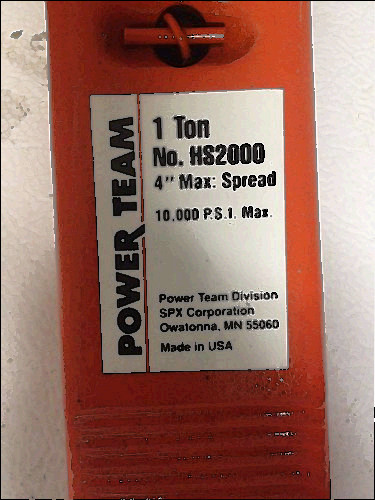 POWER TEAM
1 Ton
No. HS2000
4" Max. Spread
10,000 P.S.I. Max.
Power Team Division
SPX Corporation
Owatonna, MN 55060
Made in USA